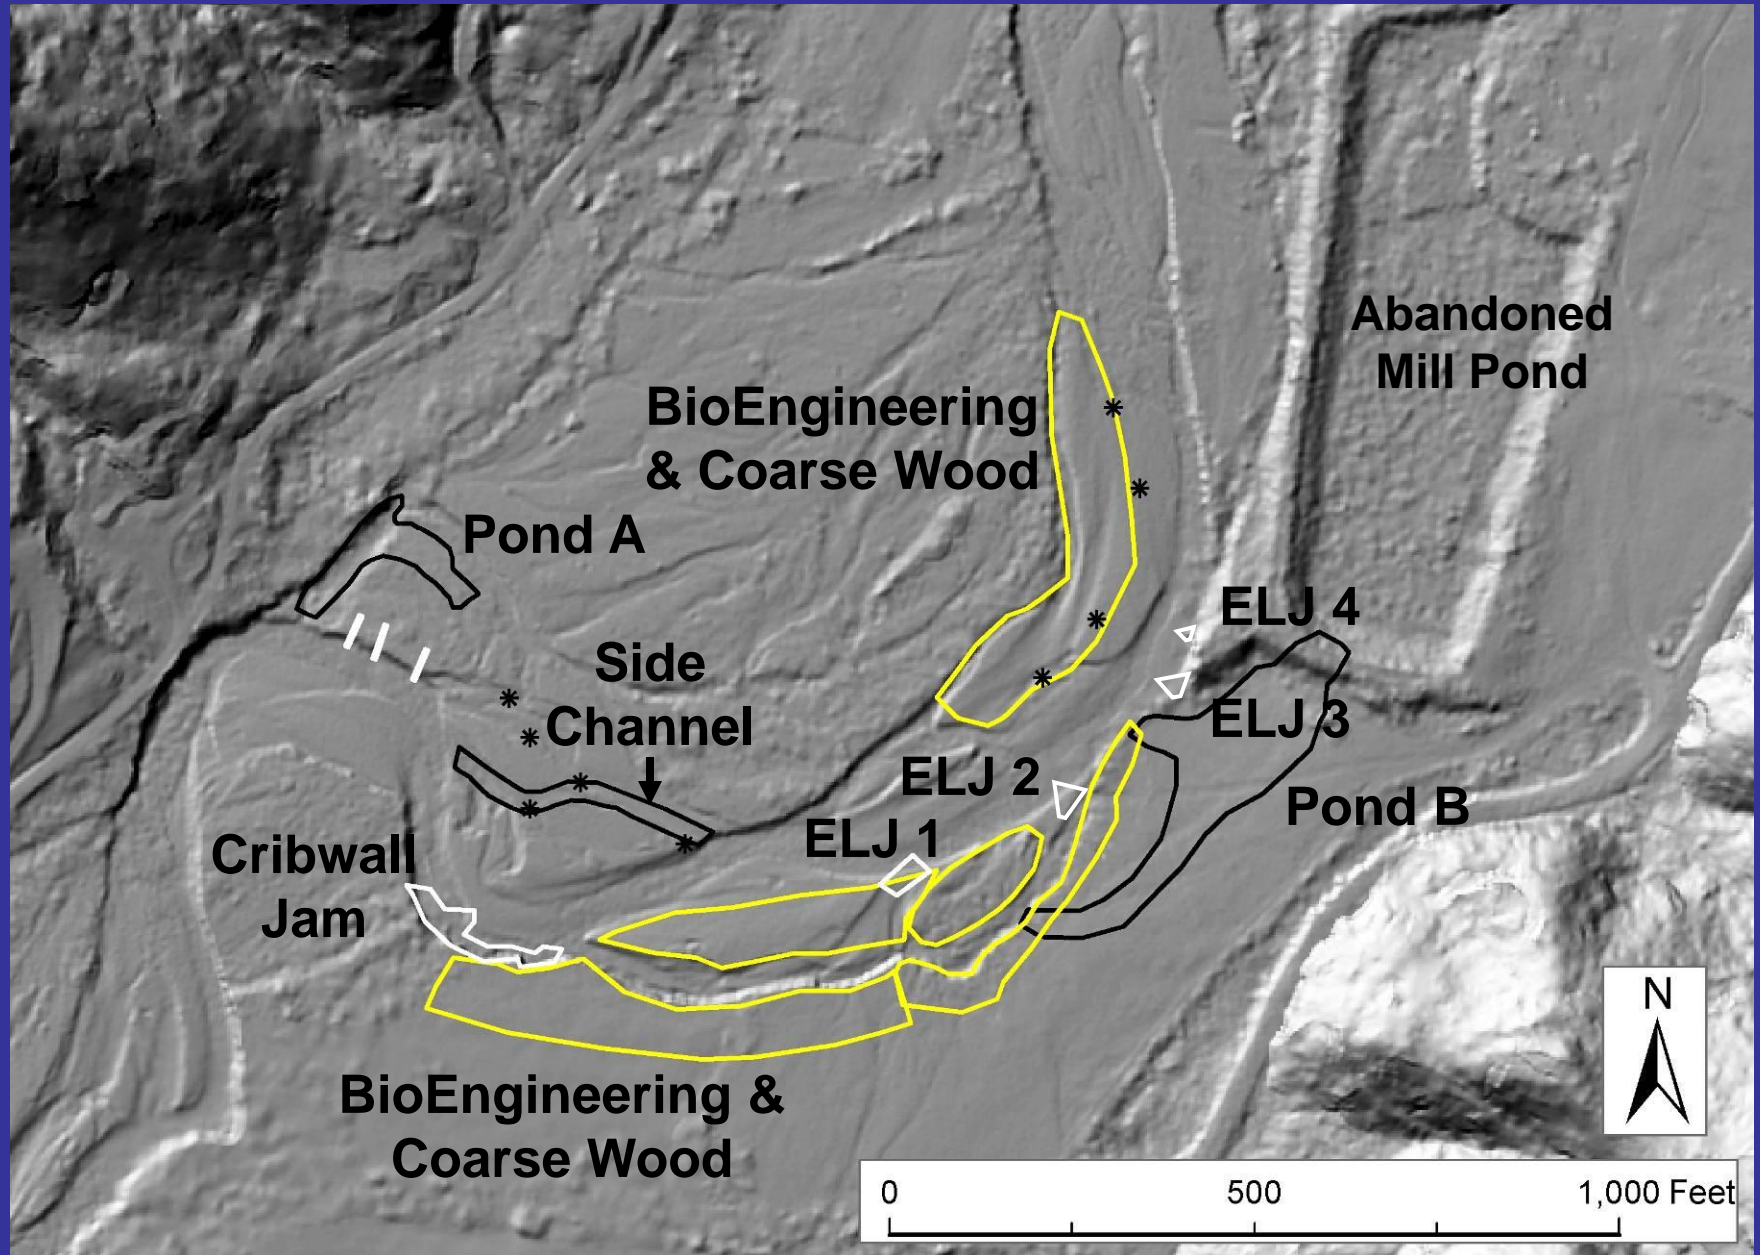 Abandoned
Mill Pond
BioEngineering
& Coarse Wood
Pond A
ELJ 4
Side
Channel
ELJ 3
ELJ 2
Pond B
ELJ 1
Cribwall
Jam
N
BioEngineering &
Coarse Wood
0 500 1,000 Feet